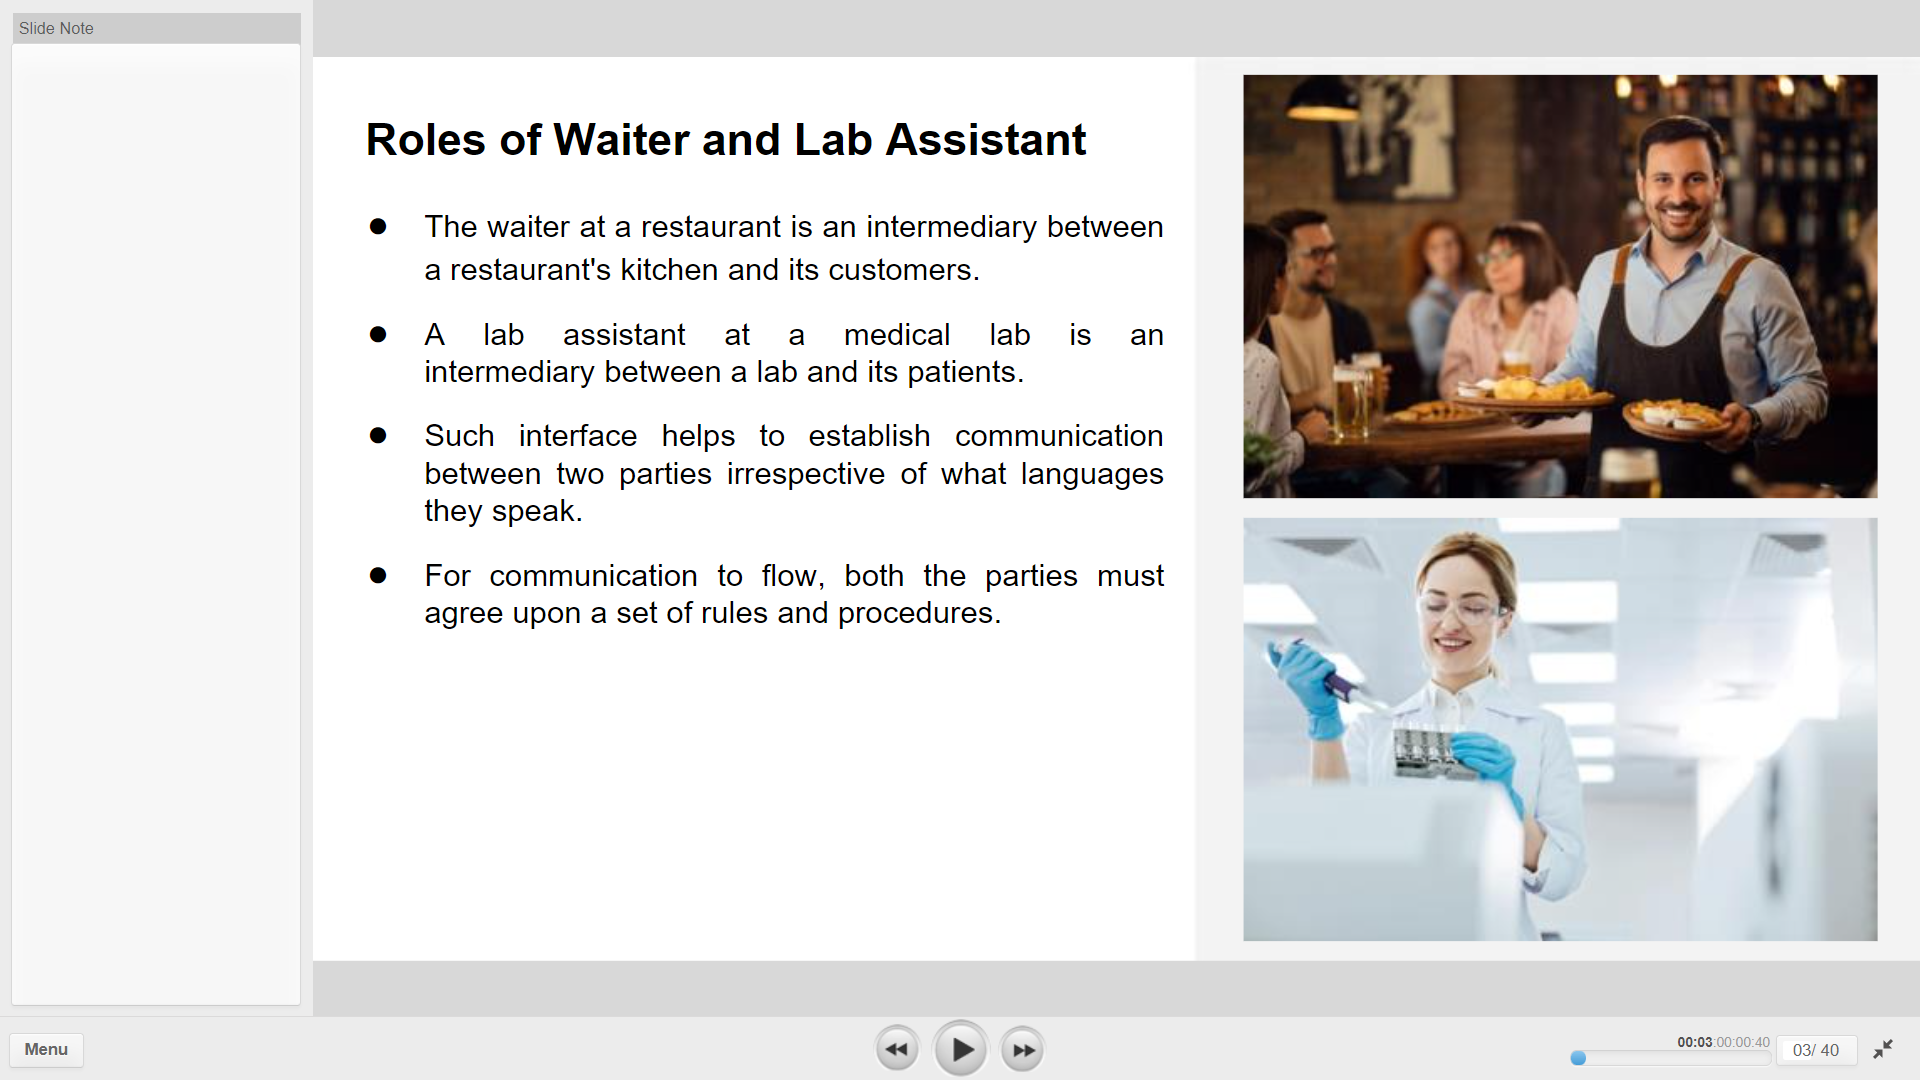 Slide Note
Roles of Waiter and Lab Assistant
● The waiter at a restaurant is an intermediary between
a restaurant's kitchen and its customers.
● A lab assistant at a medical lab is an
intermediary between a lab and its patients.
● Such interface helps to establish communication
between two parties irrespective of what languages
they speak.
● For communication to flow, both the parties must
agree upon a set of rules and procedures.
Menu
00:03:00:00:40
03/ 40